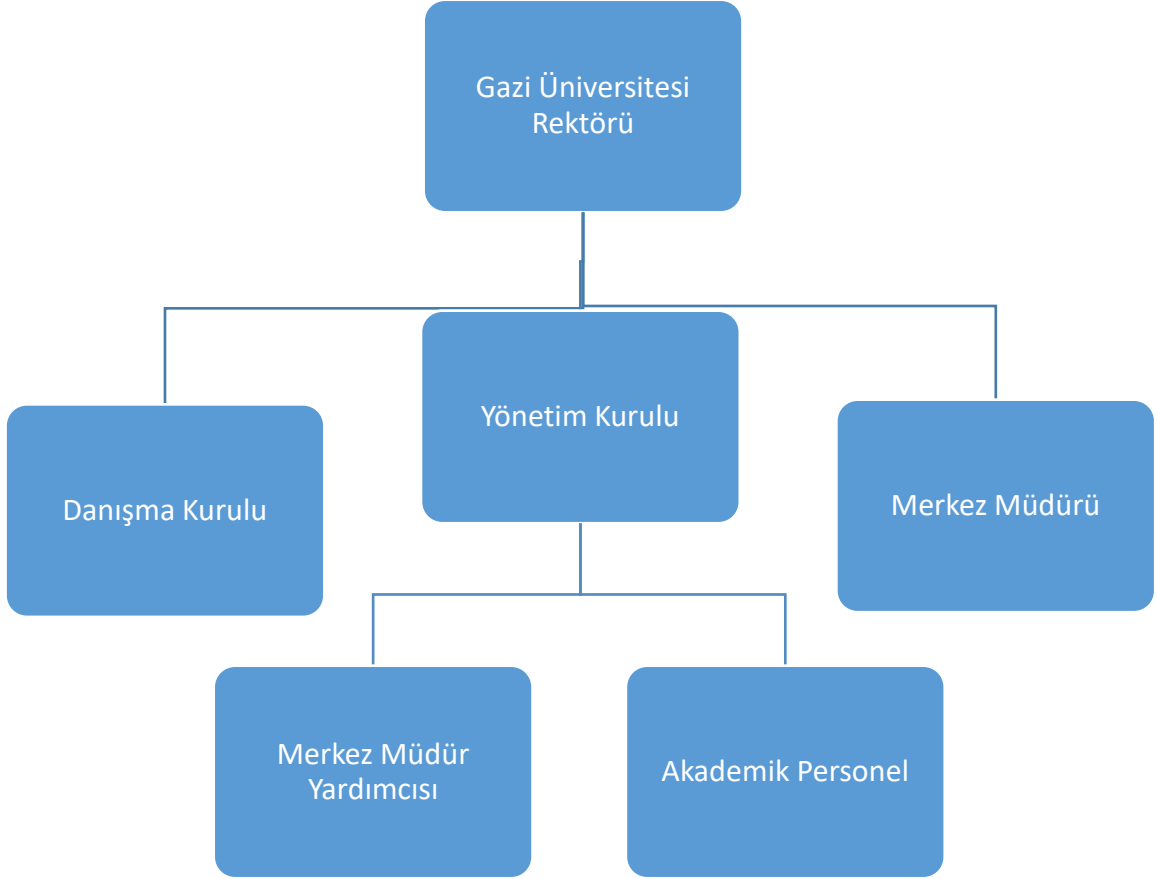 Gazi Üniversitesi
Rektörü
Yönetim Kurulu
Danışma Kurulu
Merkez Müdürü
Merkez Müdür
Yardımcısı
Akademik Personel